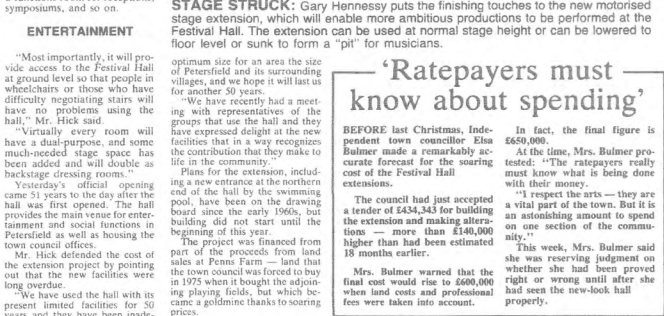 symposiums, and so on.
ENTERTAINMENT
"Most importantly, it will pro-
vide access to the Festival Hall
at ground level so that people in
wheelchairs or those who have
difficulty negotiating stairs will
have no problems using the
hall," Mr. Hick said.
"Virtually every room will
have a dual-purpose, and some
much-needed stage space has
been added and will double as
backstage dressing rooms."
Yesterday's official opening
came 51 years to the day after the
hall was first opened. The hall
provides the main venue for enter-
tainment and social functions in
Petersfield as well as housing the
town council offices.
Mr. Hick defended the cost of
the extension project by pointing
out that the new facilities were
long overdue.
"We have used the hall with its
present limited facilities for 50
years and they have been inade-
STAGE STRUCK: Gary Hennessy puts the finishing touches to the new motorised
stage extension, which will enable more ambitious productions to be performed at the
Festival Hall. The extension can be used at normal stage height or can be lowered to
floor level or sunk to form a "pit" for musicians.
optimum size for an area the size
of Petersfield and its surrounding
villages, and we hope it will last us
for another 50 years.
"We have recently had a meet-
ing with representatives of the
groups that use the hall and they
have expressed delight at the new
facilities that in a way recognizes
the contribution that they make to
life in the community."
Plans for the extension, includ-
ing a new entrance at the northern
end of the hall by the swimming
pool, have been on the drawing
board since the early 1960s, but
building did not start until the
beginning of this year.
The project was financed from
part of the proceeds from land
sales at Penns Farm — land that
the town council was forced to buy
in 1975 when it bought the adjoin-
ing playing fields, but which be-
came a goldmine thanks to soaring
prices.
'Ratepayers must
know about spending'
BEFORE last Christmas, Inde-
pendent town councillor Elsa
Bulmer made a remarkably ac-
curate forecast for the soaring
cost of the Festival Hall
extensions.
The council had just accepted
a tender of £434,343 for building
the extension and making altera-
tions — more than £140,000
higher than had been estimated
18 months earlier.
Mrs. Bulmer warned that the
final cost would rise to £600,000
when land costs and professional
fees were taken into account.
In fact, the final figure is
£650,000.
At the time, Mrs. Bulmer pro-
tested: "The ratepayers really
must know what is being done
with their money.
"I respect the arts — they are
a vital part of the town. But it is
an astonishing amount to spend
on one section of the commu-
nity."
This week, Mrs. Bulmer said
she was reserving judgment on
whether she had been proved
right or wrong until after she
had seen the new-look hall
properly.